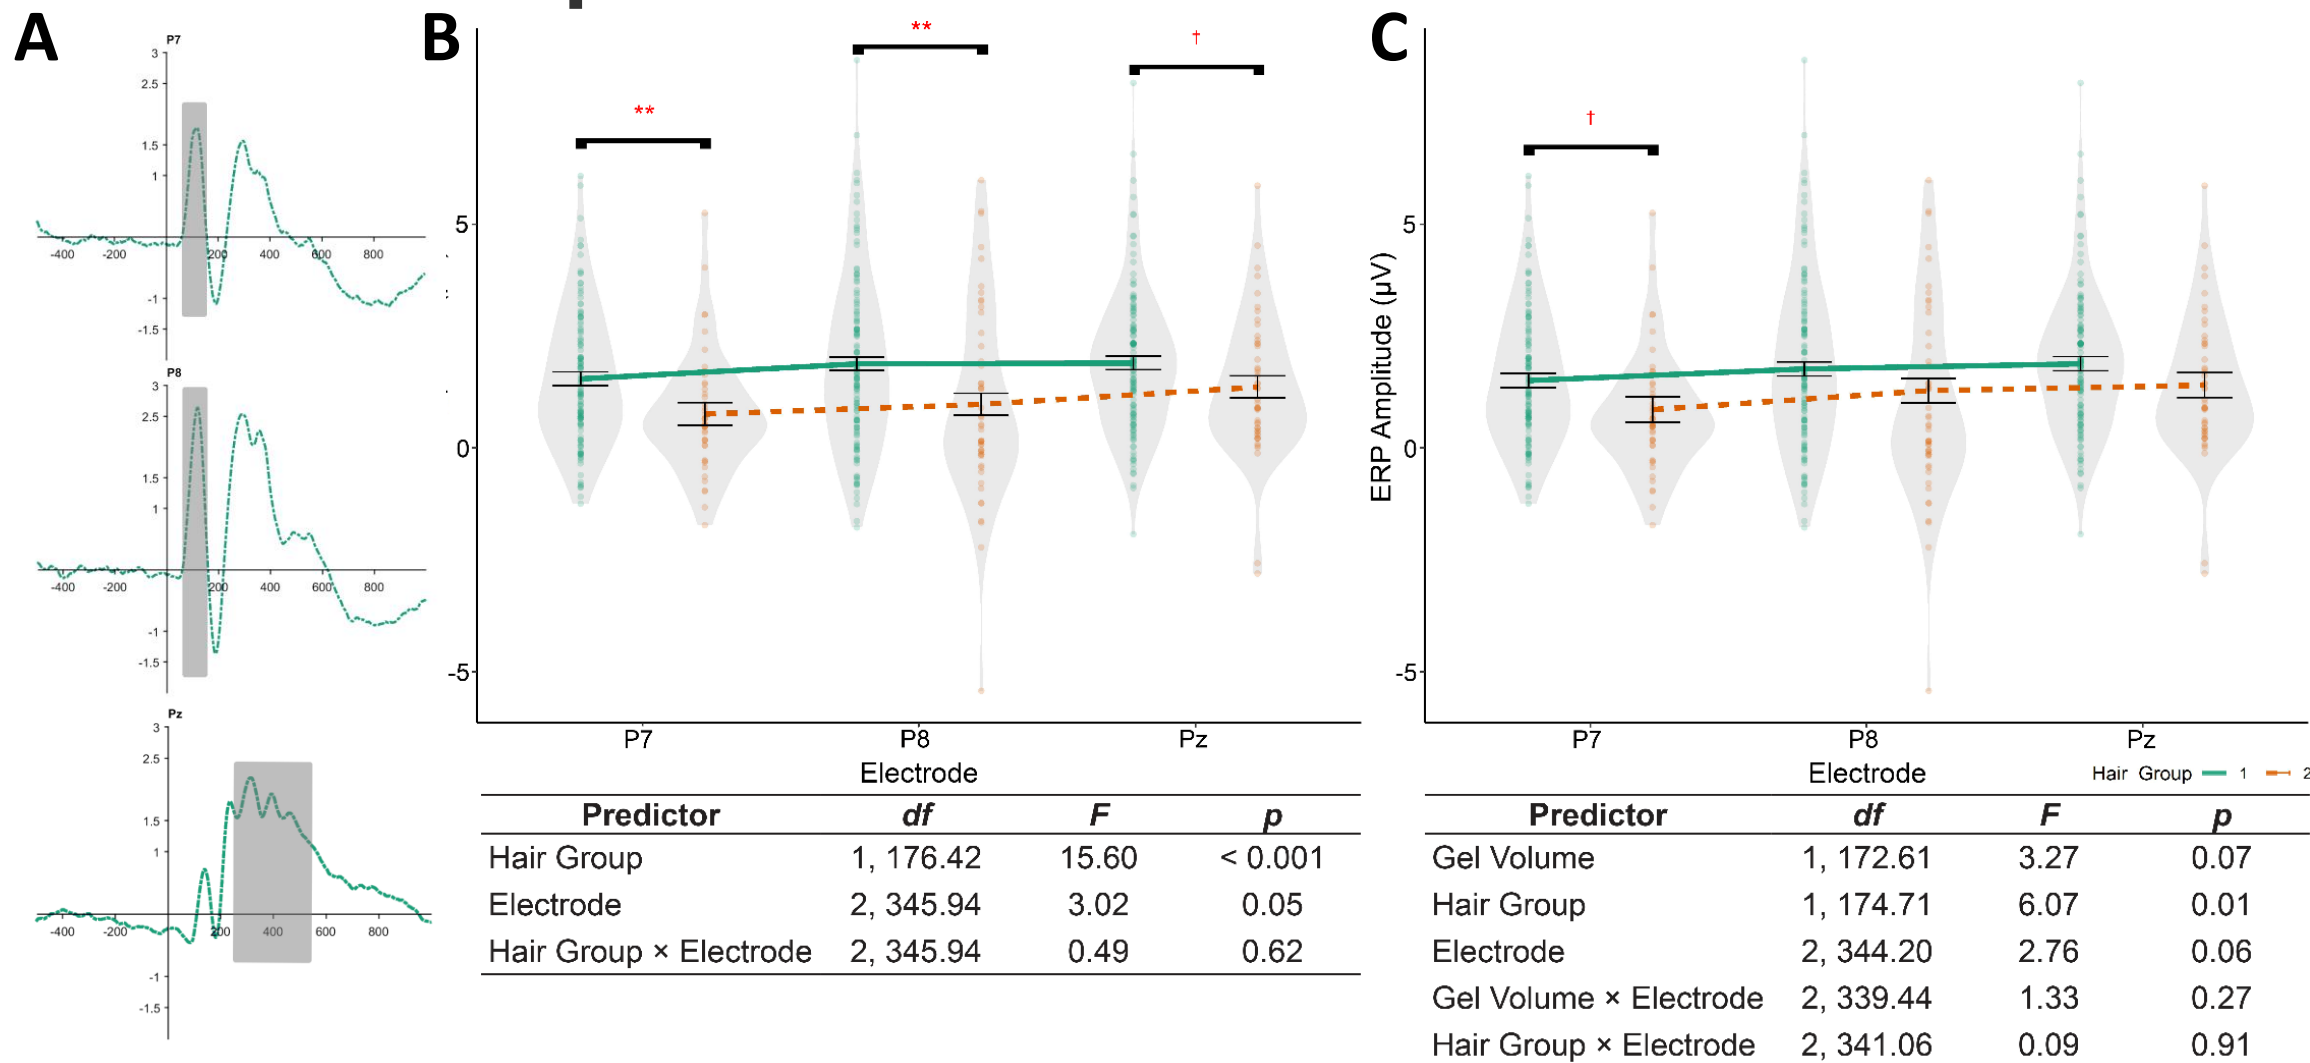 A
P7
3
2.5
1.5
1
-400 -200 200 400 600 800
-1
-1.5
P8
3
2.5
1.5
1
-400 -200 200 400 600 800
-1
-1.5
Pz
3
2.5
1.5
1
-400 -200 200 400 600 800
-1
-1.5
B
** ** †
5
0
-5
P7 P8 Pz
Electrode
Predictor df F p
Hair Group 1, 176.42 15.60 < 0.001
Electrode 2, 345.94 3.02 0.05
Hair Group × Electrode 2, 345.94 0.49 0.62
C
†
ERP Amplitude (µV)
5
0
-5
P7 P8 Pz
Electrode
Hair Group 1 2
Predictor df F p
Gel Volume 1, 172.61 3.27 0.07
Hair Group 1, 174.71 6.07 0.01
Electrode 2, 344.20 2.76 0.06
Gel Volume × Electrode 2, 339.44 1.33 0.27
Hair Group × Electrode 2, 341.06 0.09 0.91